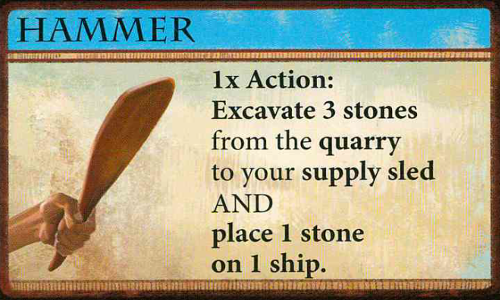 HAMMER
1x Action:
Excavate 3 stones
from the quarry
to your supply sled
AND
place 1 stone
on 1 ship.